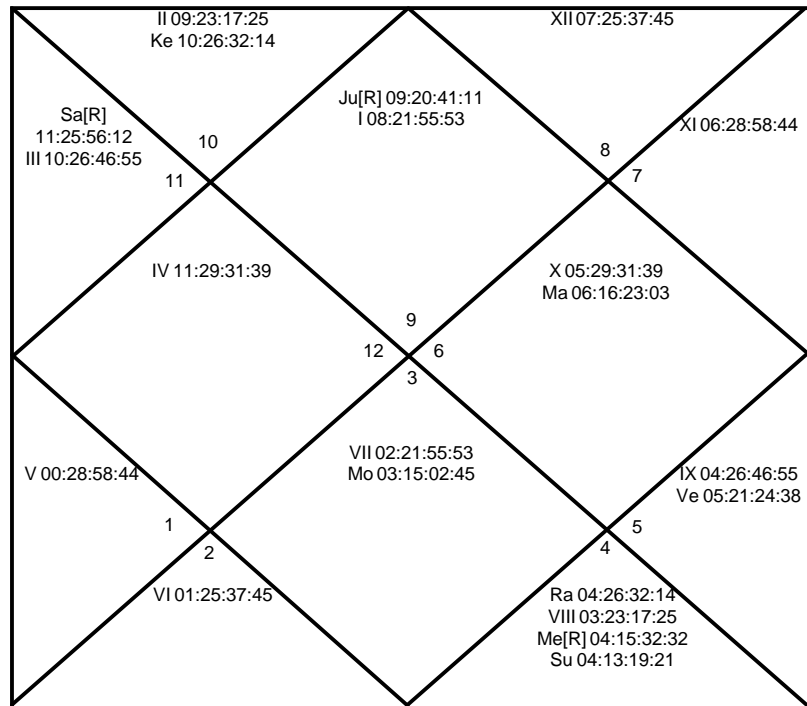 II 09:23:17:25
Ke 10:26:32:14
XII 07:25:37:45
Ju[R] 09:20:41:11
I 08:21:55:53
Sa[R]
11:25:56:12
III 10:26:46:55
XI 06:28:58:44
10
11
8
7
IV 11:29:31:39
X 05:29:31:39
Ma 06:16:23:03
9
12
6
3
V 00:28:58:44
VII 02:21:55:53
Mo 03:15:02:45
IX 04:26:46:55
Ve 05:21:24:38
1
2
5
4
VI 01:25:37:45
Ra 04:26:32:14
VIII 03:23:17:25
Me[R] 04:15:32:32
Su 04:13:19:21